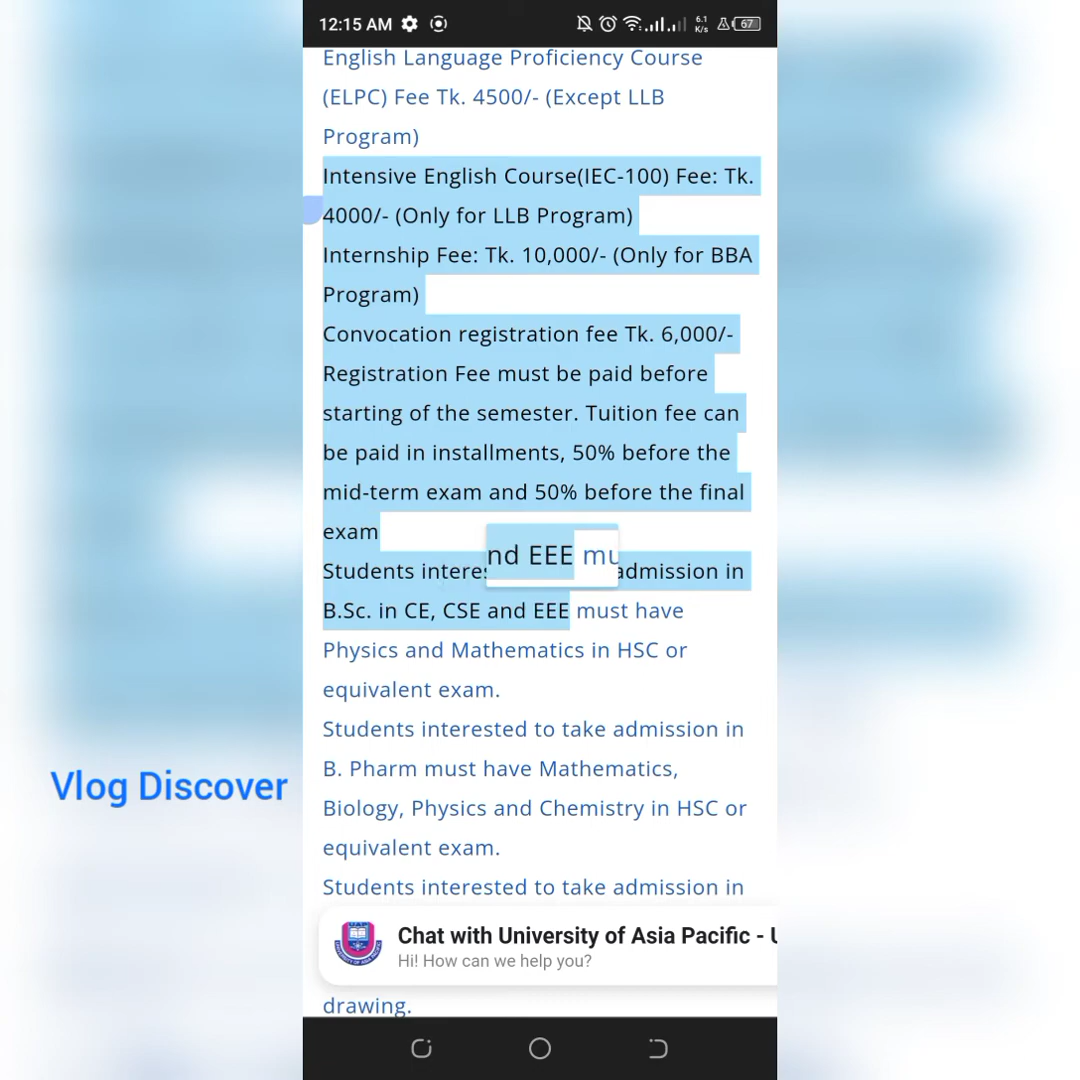 12:15 AM
6.1
K/s
67
English Language Proficiency Course
(ELPC) Fee Tk. 4500/- (Except LLB
Program)
Intensive English Course(IEC-100) Fee: Tk.
4000/- (Only for LLB Program)
Internship Fee: Tk. 10,000/- (Only for BBA
Program)
Convocation registration fee Tk. 6,000/-
Registration Fee must be paid before
starting of the semester. Tuition fee can
be paid in installments, 50% before the
mid-term exam and 50% before the final
exam
nd EEE mu
Students interes admission in
B.Sc. in CE, CSE and EEE must have
Physics and Mathematics in HSC or
equivalent exam.
Students interested to take admission in
B. Pharm must have Mathematics,
Vlog Discover
Biology, Physics and Chemistry in HSC or
equivalent exam.
Students interested to take admission in
Chat with University of Asia Pacific - U
Hi! How can we help you?
drawing.